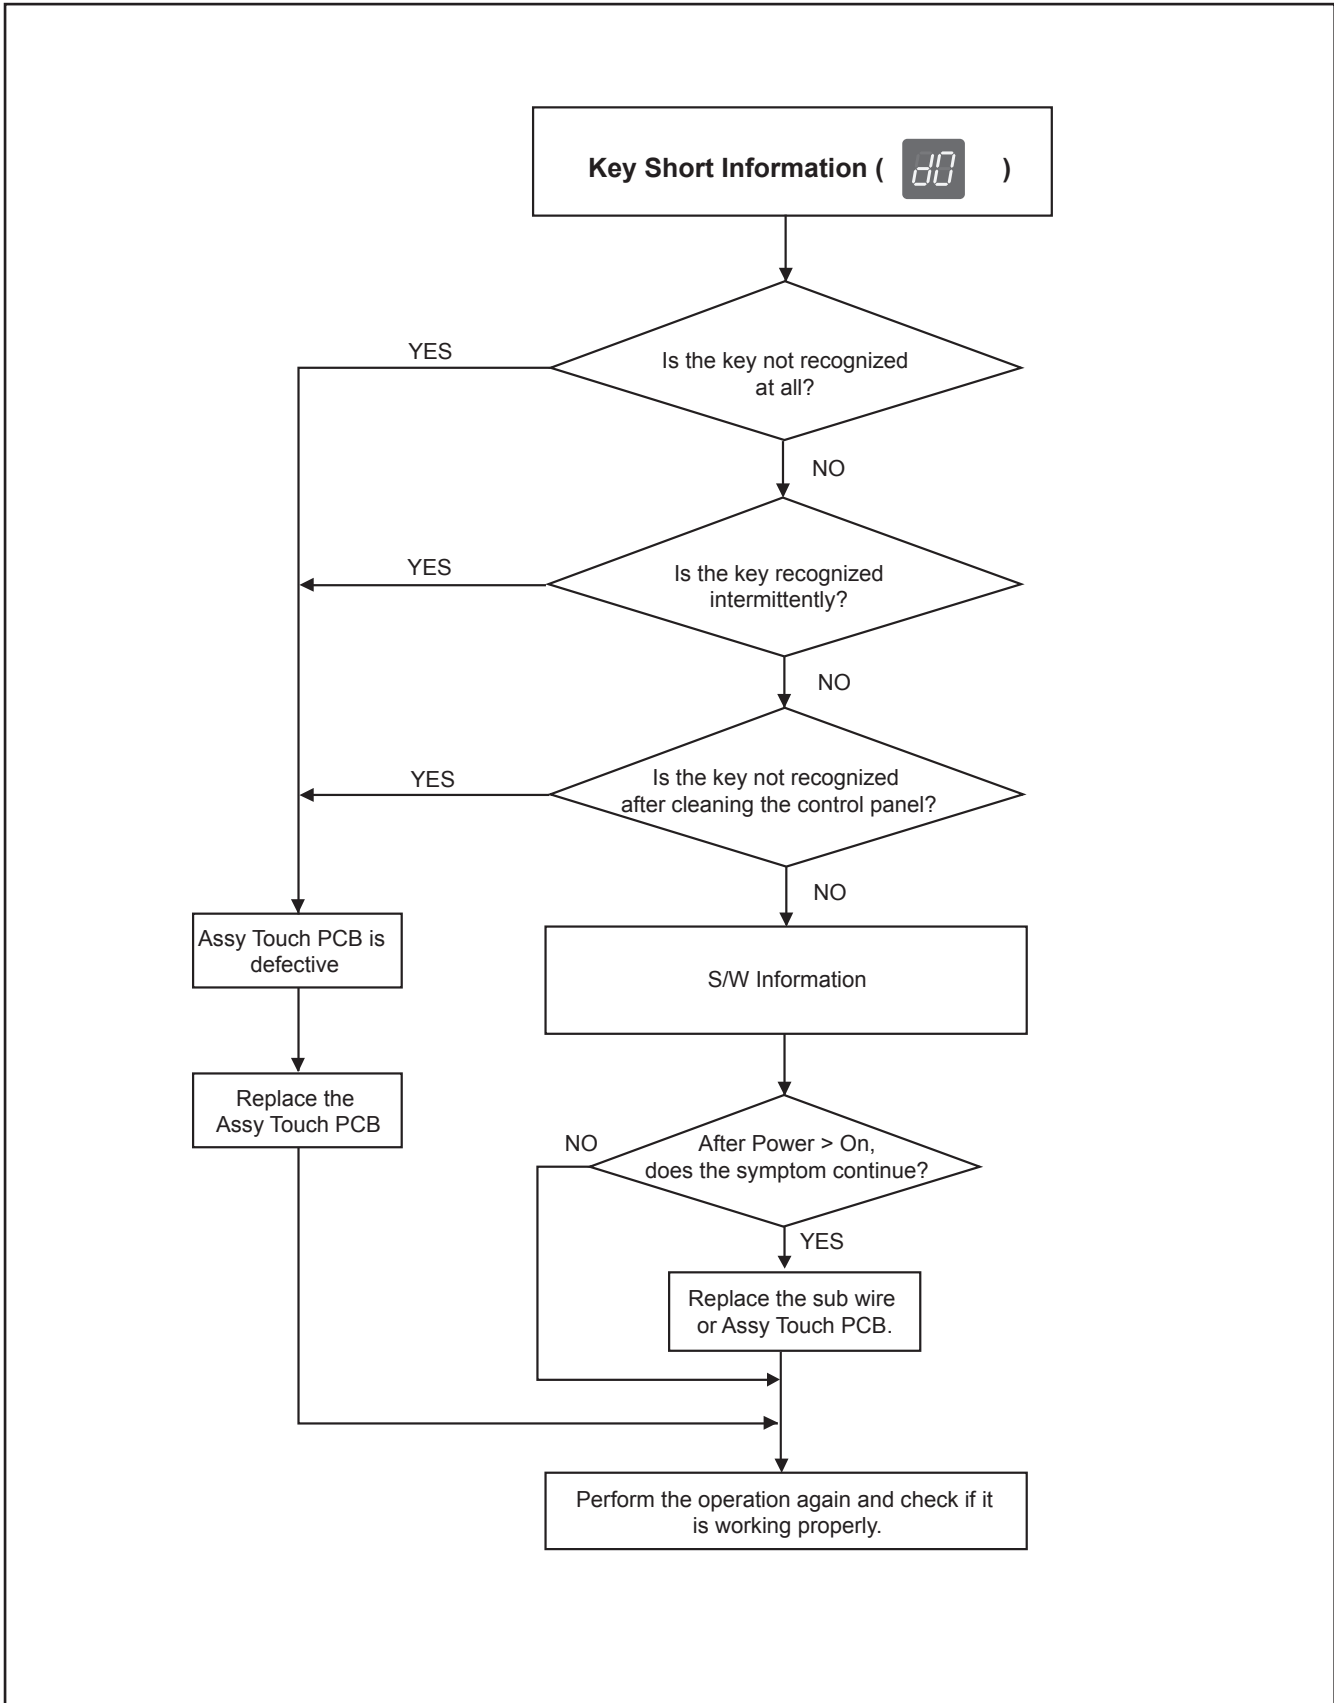 Key Short Information ( d0 )
YES
Is the key not recognized
at all?
NO
YES
Is the key recognized
intermittently?
NO
YES
Is the key not recognized
after cleaning the control panel?
NO
Assy Touch PCB is
defective
S/W Information
Replace the
Assy Touch PCB
NO
After Power > On,
does the symptom continue?
YES
Replace the sub wire
or Assy Touch PCB.
Perform the operation again and check if it
is working properly.